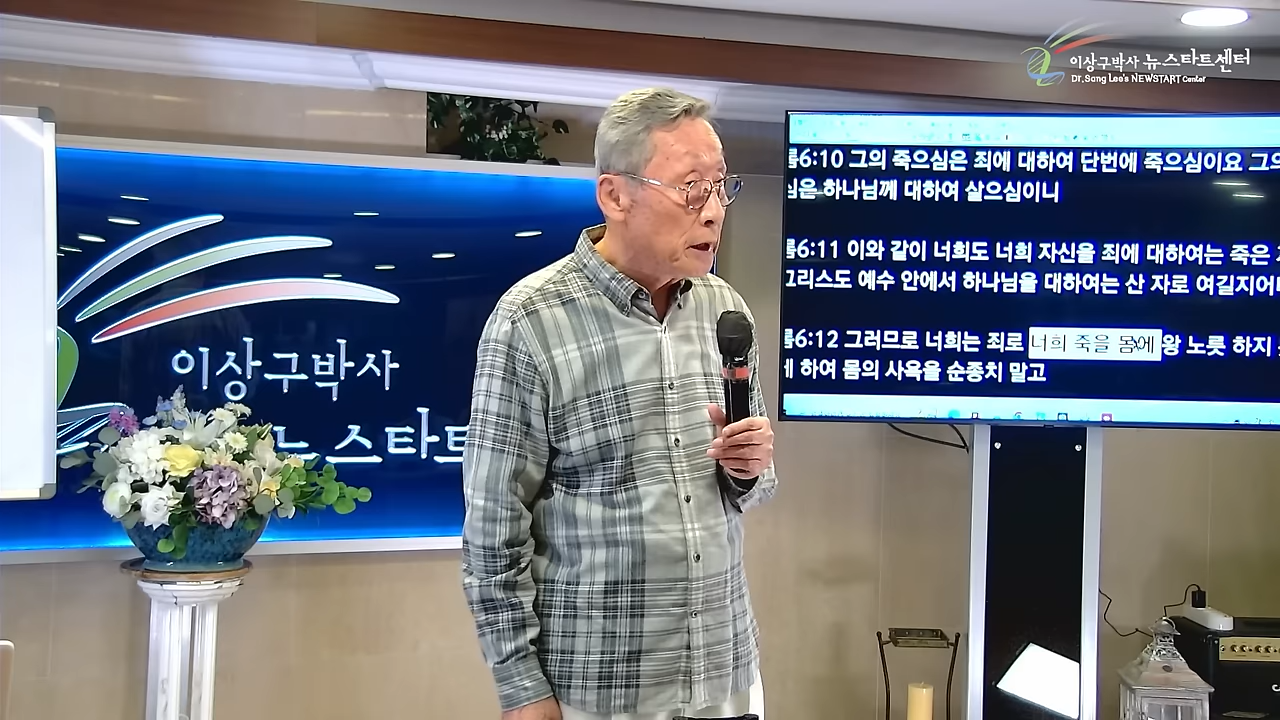 이상구박사 뉴스타트센터
Dr.Sang Lee's NEWSTART Center
이상구박사
뉴스타트
롬6:10 그의 죽으심은 죄에 대하여 단번에 죽으심이요 그의
심은 하나님께 대하여 살으심이니
롬6:11 이와 같이 너희도 너희 자신을 죄에 대하여는 죽은
그리스도 예수 안에서 하나님을 대하여는 산 자로 여길지어다
롬6:12 그러므로 너희는 죄로 너희 죽을 몸에 왕 노릇 하지
하여 몸의 사욕을 순종치 말고